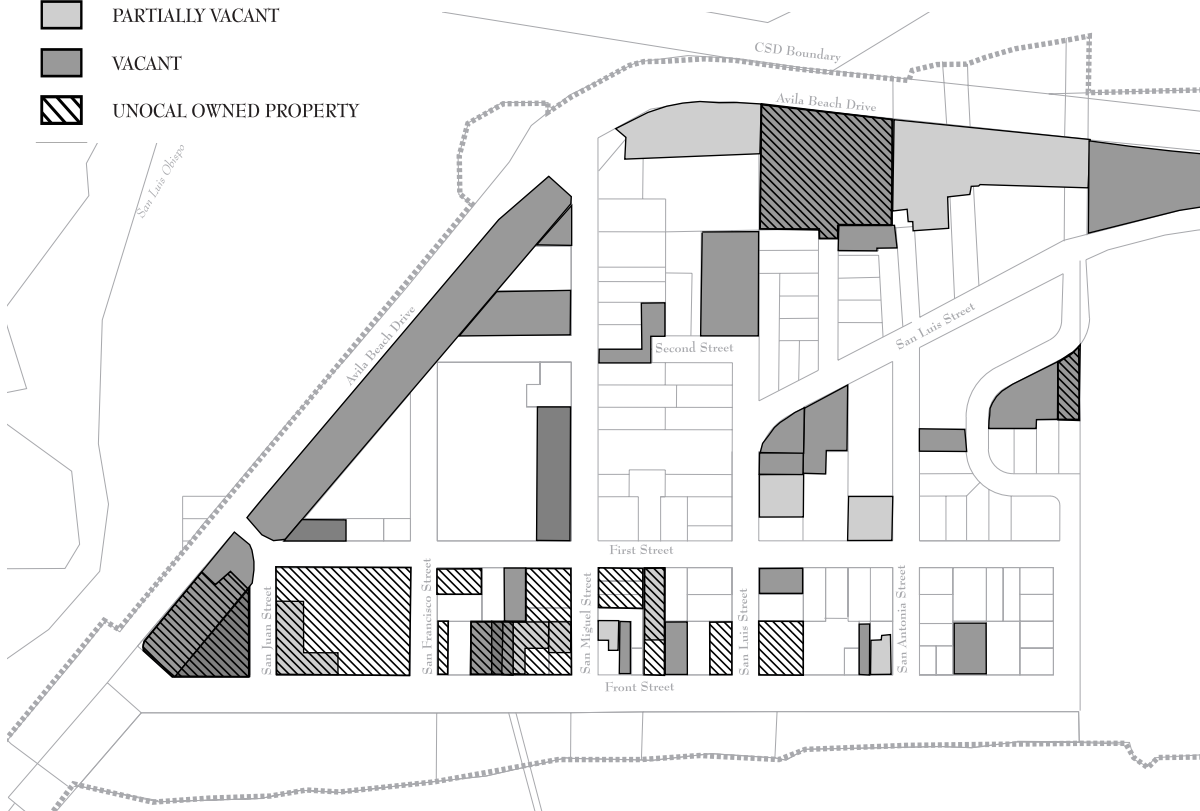 PARTIALLY VACANT
VACANT
UNOCAL OWNED PROPERTY
CSD Boundary
Avila Beach Drive
San Luis Obispo
Avila Beach Drive
San Luis Street
Second Street
First Street
San Juan Street
San Francisco Street
San Miguel Street
San Luis Street
San Antonia Street
Front Street